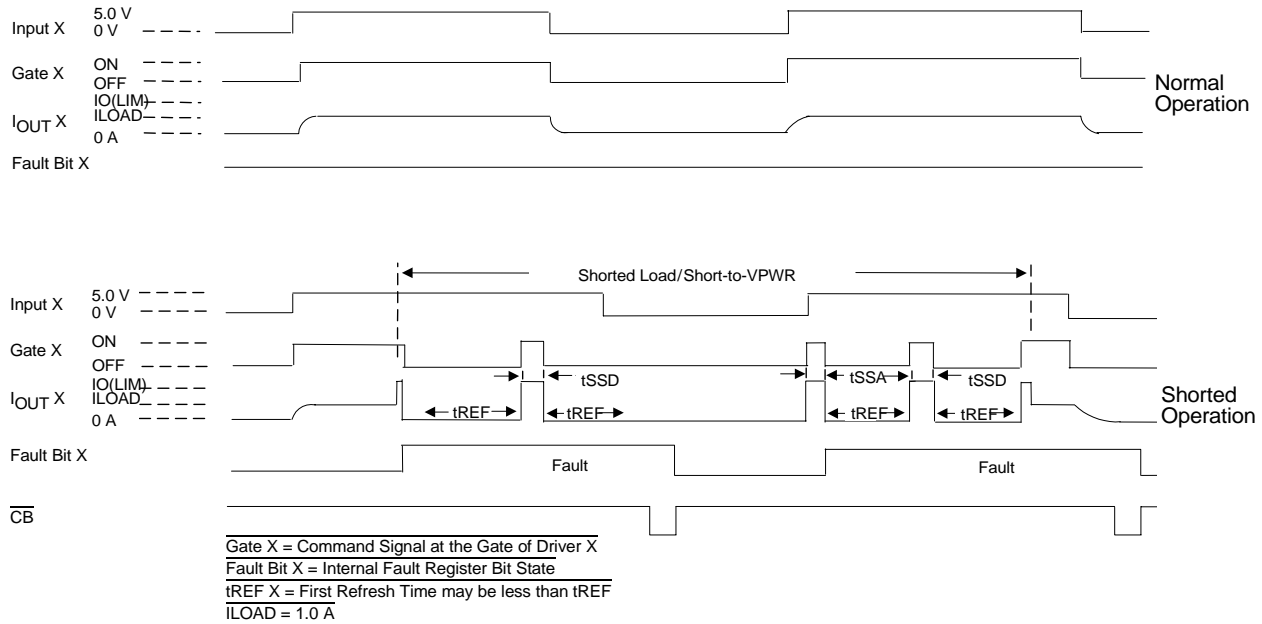 5.0 V
Input X
0 V
ON
Gate X
OFF
IO(LIM)
ILOAD
IOUT X
0 A
Fault Bit X
Normal
Operation
Shorted Load/Short-to-VPWR
5.0 V
Input X
0 V
ON
Gate X
OFF
IO(LIM)
ILOAD
IOUT X
0 A
tSSD
tSSA
tSSD
tREF
tREF
tREF
tREF
Shorted
Operation
Fault Bit X
Fault
Fault
CB
Gate X = Command Signal at the Gate of Driver X
Fault Bit X = Internal Fault Register Bit State
tREF X = First Refresh Time may be less than tREF
ILOAD = 1.0 A